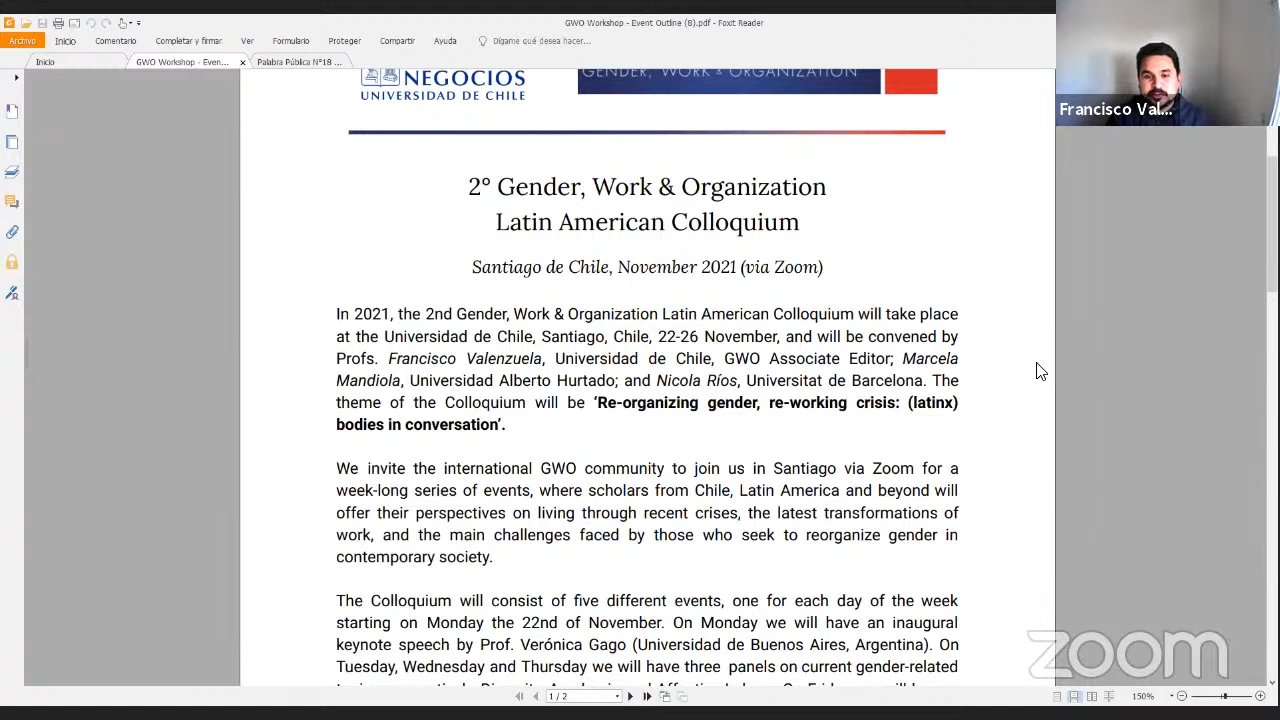 GWO Workshop - Event Outline (8).pdf - Foxit Reader
Archivo Inicio Comentario Completar y firmar Ver Formulario Proteger Compartir Ayuda Dígame qué desea hacer...
Inicio GWO Workshop - Even... x Palabra Pública N°18 ...
NEGOCIOS
UNIVERSIDAD DE CHILE
GENDER, WORK & ORGANIZATION
Francisco Val...
2° Gender, Work & Organization
Latin American Colloquium
Santiago de Chile, November 2021 (via Zoom)
In 2021, the 2nd Gender, Work & Organization Latin American Colloquium will take place
at the Universidad de Chile, Santiago, Chile, 22-26 November, and will be convened by
Profs. Francisco Valenzuela, Universidad de Chile, GWO Associate Editor; Marcela
Mandiola, Universidad Alberto Hurtado; and Nicola Ríos, Universitat de Barcelona. The
theme of the Colloquium will be ‘Re-organizing gender, re-working crisis: (latinx)
bodies in conversation’.
We invite the international GWO community to join us in Santiago via Zoom for a
week-long series of events, where scholars from Chile, Latin America and beyond will
offer their perspectives on living through recent crises, the latest transformations of
work, and the main challenges faced by those who seek to reorganize gender in
contemporary society.
The Colloquium will consist of five different events, one for each day of the week
starting on Monday the 22nd of November. On Monday we will have an inaugural
keynote speech by Prof. Verónica Gago (Universidad de Buenos Aires, Argentina). On
Tuesday, Wednesday and Thursday we will have three panels on current gender-related
zoom
1 / 2
150%